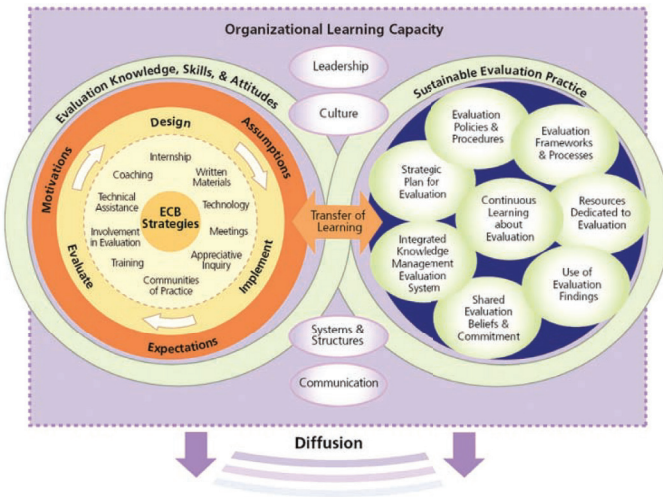 Organizational Learning Capacity
Leadership
Culture
Evaluation Knowledge, Skills, & Attitudes
Motivations
Assumptions
Expectations
Design
Implement
Evaluate
ECB
Strategies
Internship
Written
Materials
Technology
Meetings
Appreciative
Inquiry
Communities
of Practice
Training
Involvement
in Evaluation
Technical
Assistance
Coaching
Transfer of
Learning
Sustainable Evaluation Practice
Evaluation
Policies &
Procedures
Evaluation
Frameworks
& Processes
Strategic
Plan for
Evaluation
Continuous
Learning
about
Evaluation
Resources
Dedicated to
Evaluation
Integrated
Knowledge
Management
Evaluation
System
Use of
Evaluation
Findings
Shared
Evaluation
Beliefs &
Commitment
Systems &
Structures
Communication
Diffusion